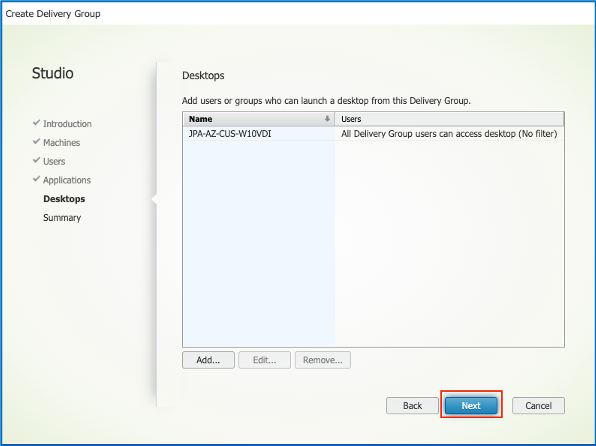 Create Delivery Group
Studio
Introduction
Machines
Users
Applications
Desktops
Summary
Desktops
Add users or groups who can launch a desktop from this Delivery Group.
Name Users
JPA-AZ-CUS-W10VDI All Delivery Group users can access desktop (No filter)
Add... Edit... Remove...
Back Next Cancel